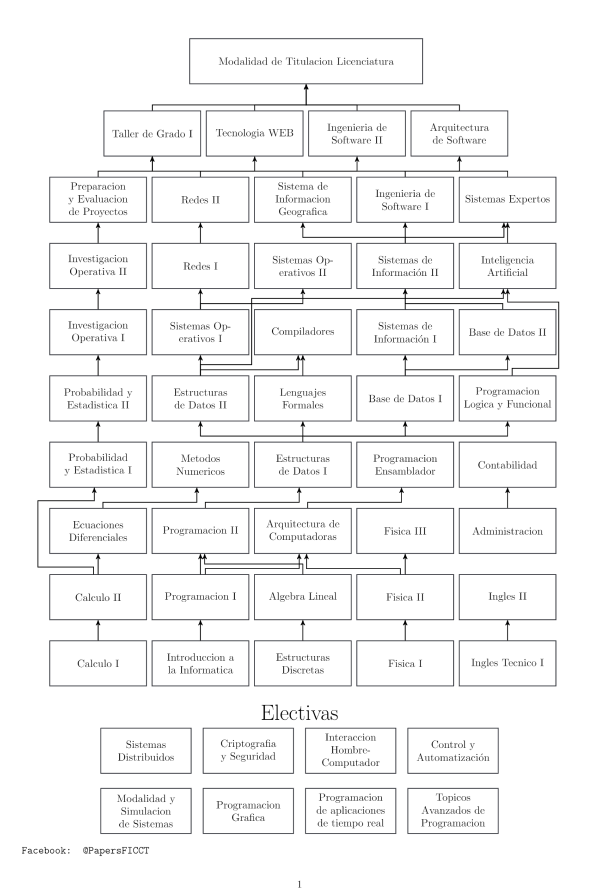 Modalidad de Titulacion Licenciatura
Taller de Grado I
Tecnologia WEB
Ingenieria de
Software II
Arquitectura
de Software
Preparacion
y Evaluacion
de Proyectos
Redes II
Sistema de
Informacion
Geografica
Ingenieria de
Software I
Sistemas Expertos
Investigacion
Operativa II
Redes I
Sistemas Op-
erativos II
Sistemas de
Información II
Inteligencia
Artificial
Investigacion
Operativa I
Sistemas Op-
erativos I
Compiladores
Sistemas de
Información I
Base de Datos II
Probabilidad y
Estadistica II
Estructuras
de Datos II
Lenguajes
Formales
Base de Datos I
Programacion
Logica y Funcional
Probabilidad
y Estadistica I
Metodos
Numericos
Estructuras
de Datos I
Programacion
Ensamblador
Contabilidad
Ecuaciones
Diferenciales
Programacion II
Arquitectura de
Computadoras
Fisica III
Administracion
Calculo II
Programacion I
Algebra Lineal
Fisica II
Ingles II
Calculo I
Introduccion a
la Informatica
Estructuras
Discretas
Fisica I
Ingles Tecnico I
Electivas
Sistemas
Distribuidos
Criptografia
y Seguridad
Interaccion
Hombre-
Computador
Control y
Automatización
Modalidad y
Simulacion
de Sistemas
Programacion
Grafica
Programacion
de aplicaciones
de tiempo real
Topicos
Avanzados de
Programacion
Facebook: @PapersFICCT
1